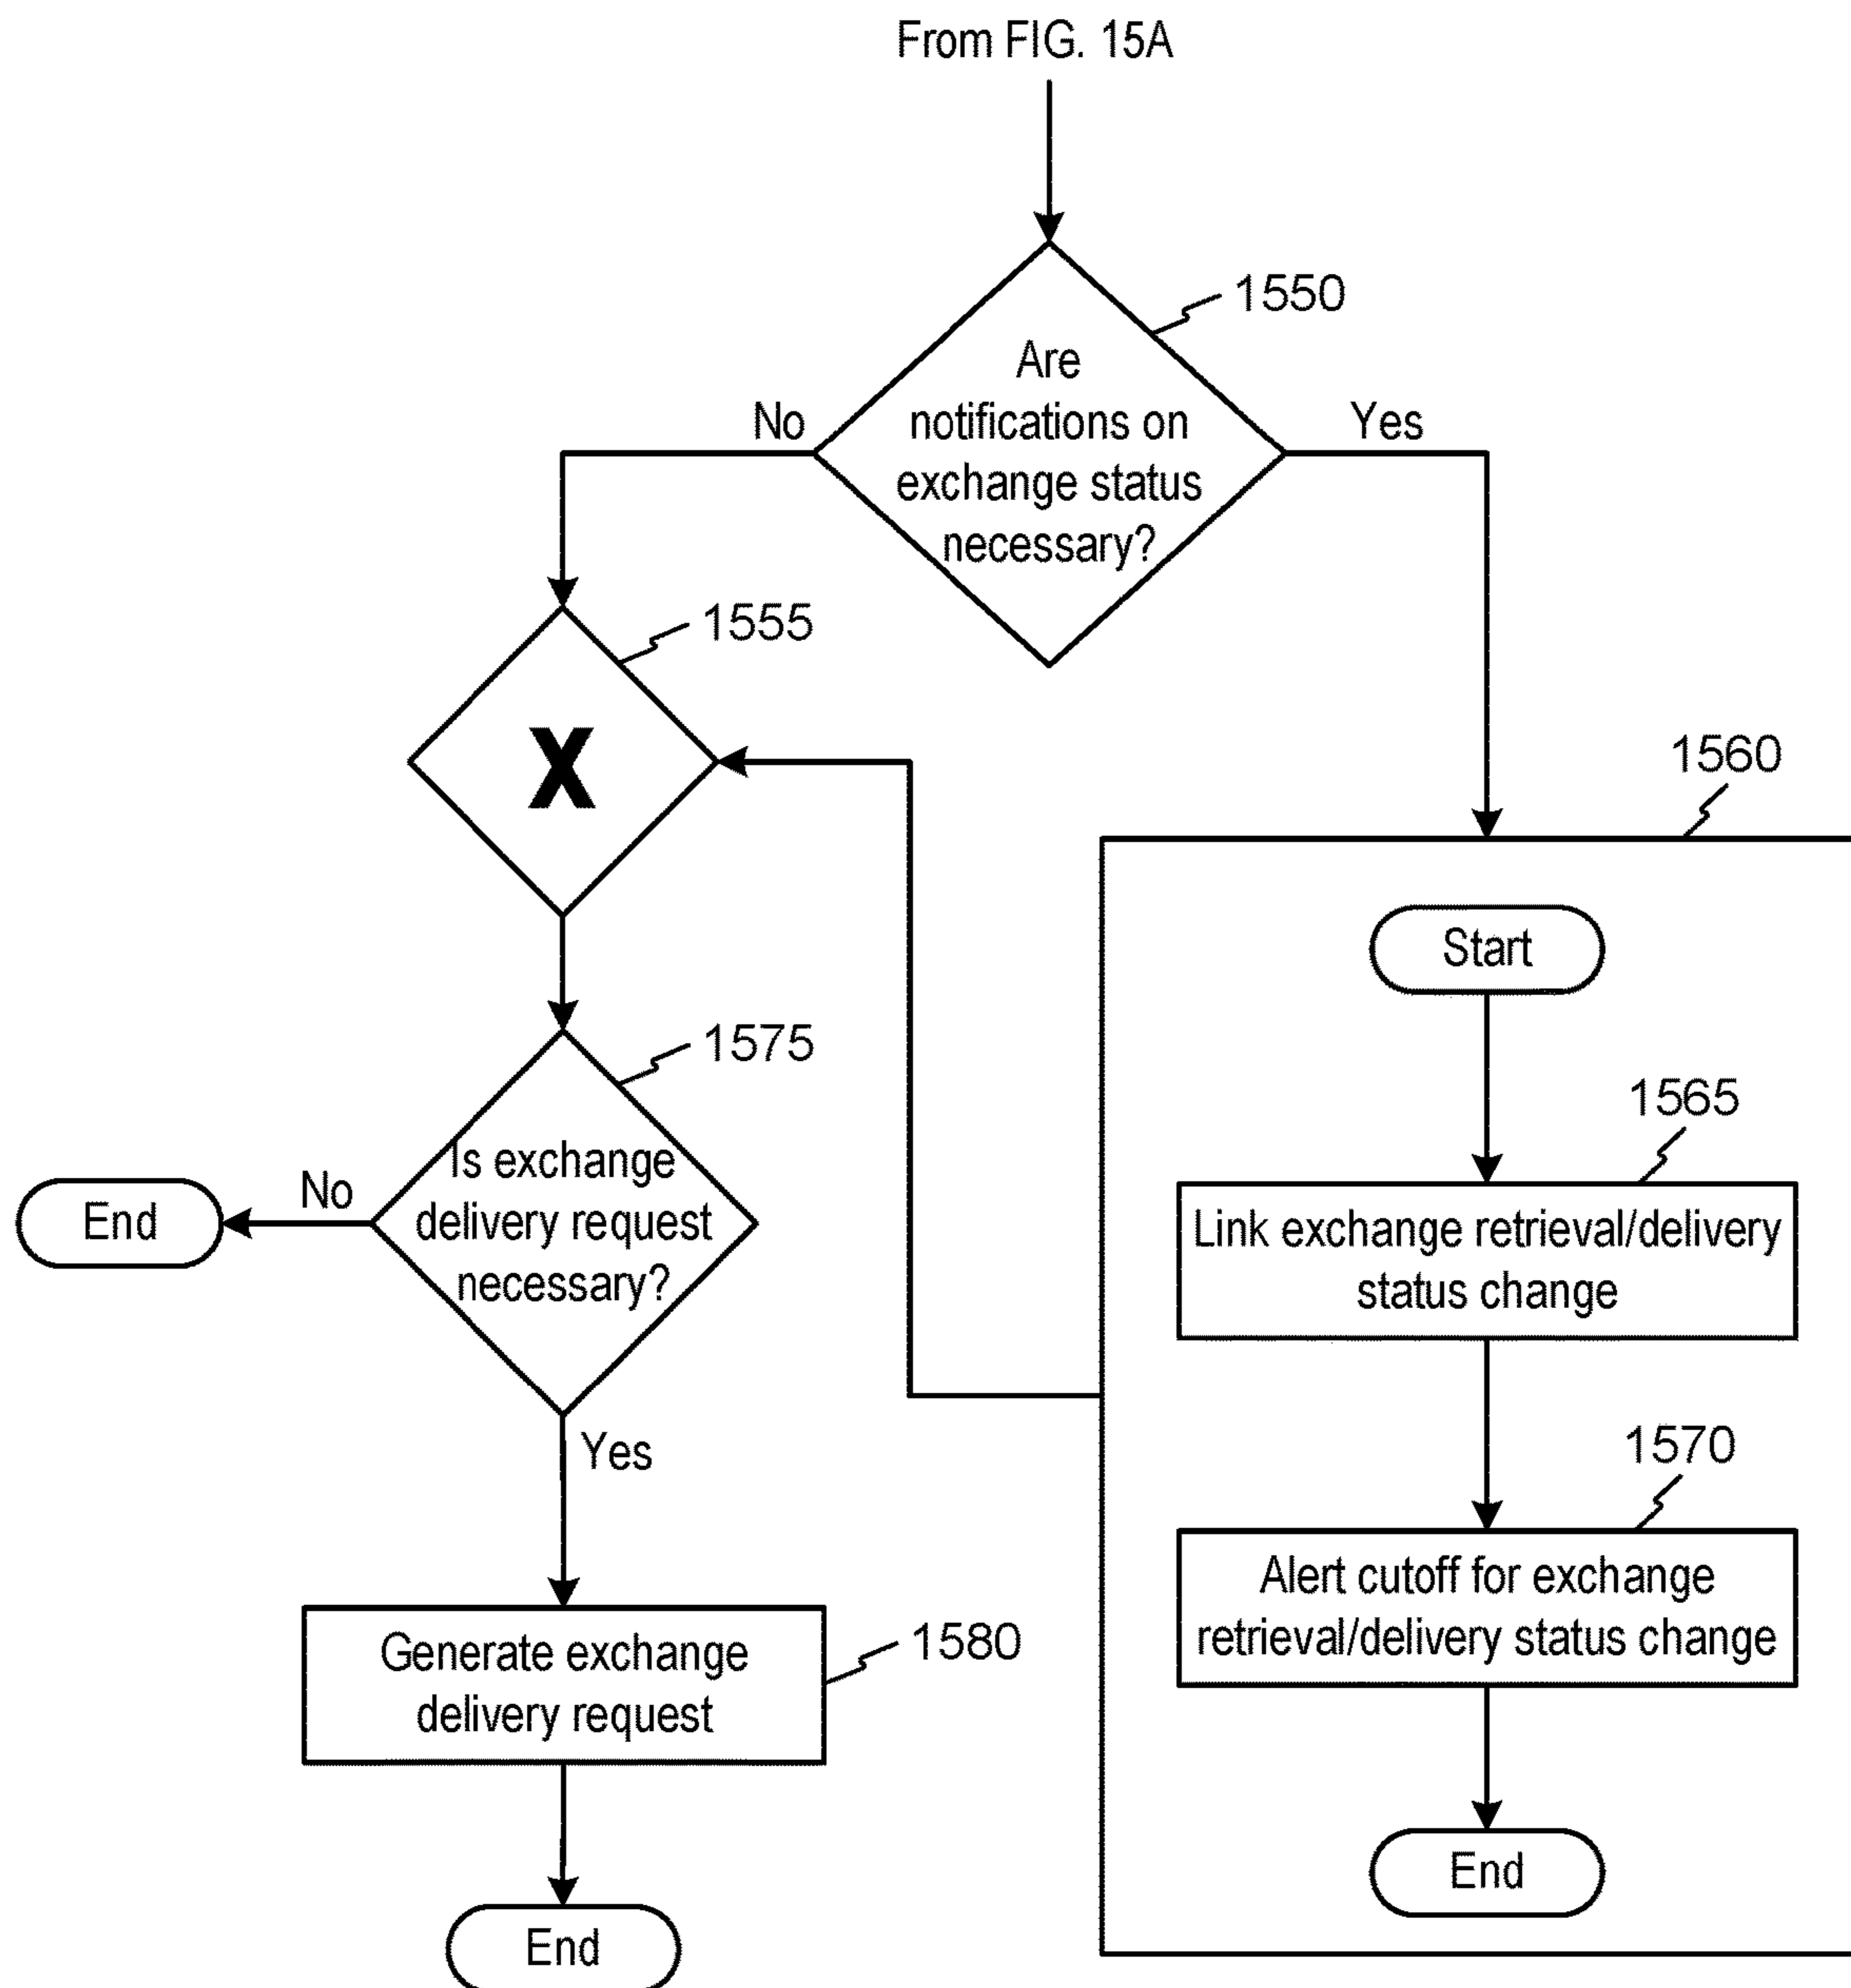 From FIG. 15A
1550
Are
notifications on
exchange status
necessary?
No
Yes
1555
X
1560
Start
1575
Is exchange
delivery request
necessary?
No
End
Yes
1565
Link exchange retrieval/delivery
status change
1570
Alert cutoff for exchange
retrieval/delivery status change
End
Generate exchange
delivery request
1580
End